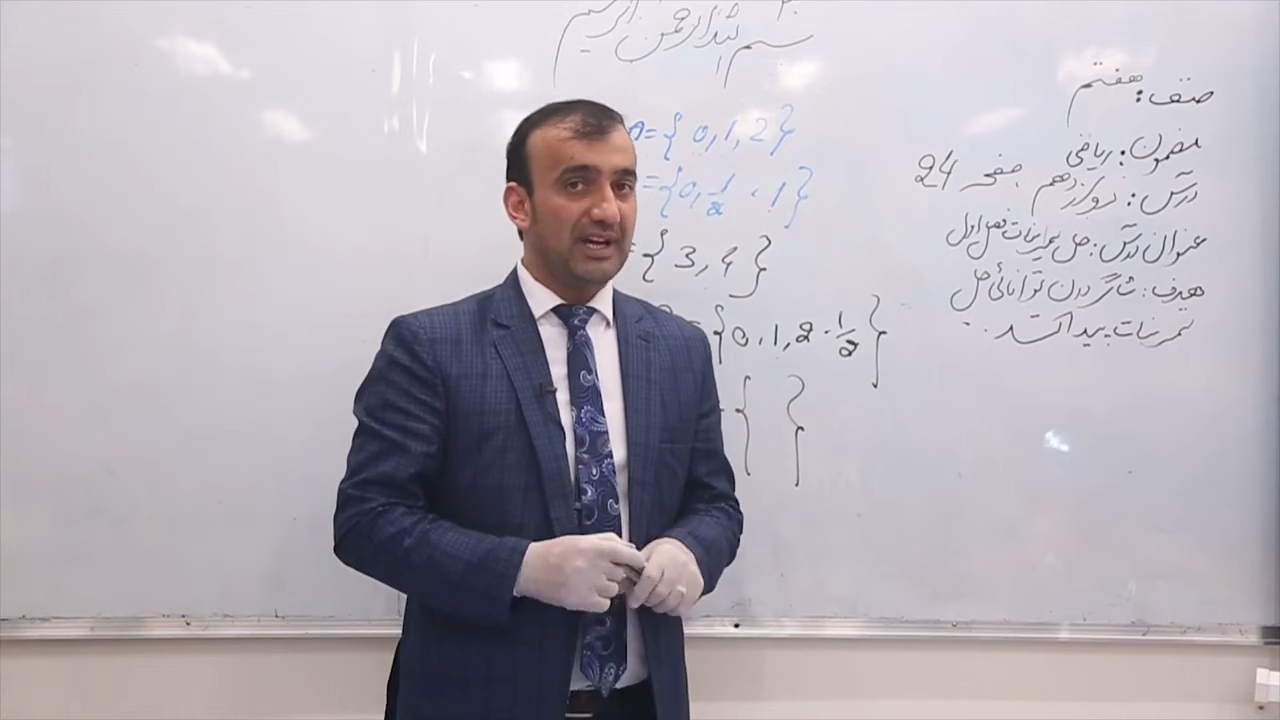 بسم الله الرحمن الرحیم
صنف: هفتم
مضمون: ریاضی
درس: دوازدهم صفحه 24
عنوان درس: حل تمرینات فصل اول
هدف: شاگردان توانائی حل
تمرینات پیدا کنند..
A={0,1,2}
={0,1/2,1}
={3,4}
={0,1,2,1/2}
{ }